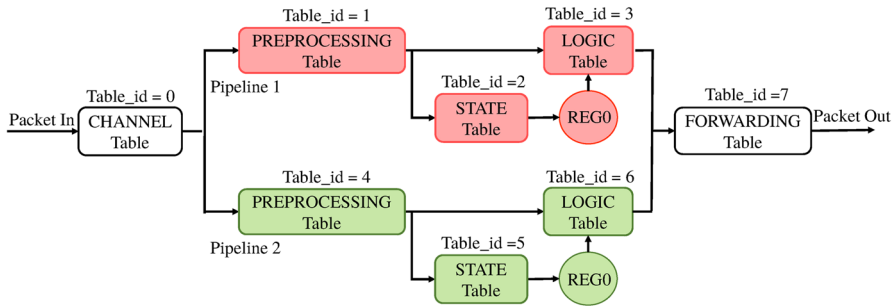 Table_id = 1
PREPROCESSING
Table
Pipeline 1
Table_id = 3
LOGIC
Table
Table_id =2
STATE
Table
REG0
Packet In
Table_id = 0
CHANNEL
Table
Table_id =7
FORWARDING
Table
Packet Out
Table_id = 4
PREPROCESSING
Table
Pipeline 2
Table_id = 6
LOGIC
Table
Table_id =5
STATE
Table
REG0